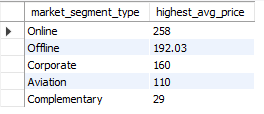 market_segment_type highest_avg_price
Online 258
Offline 192.03
Corporate 160
Aviation 110
Complementary 29